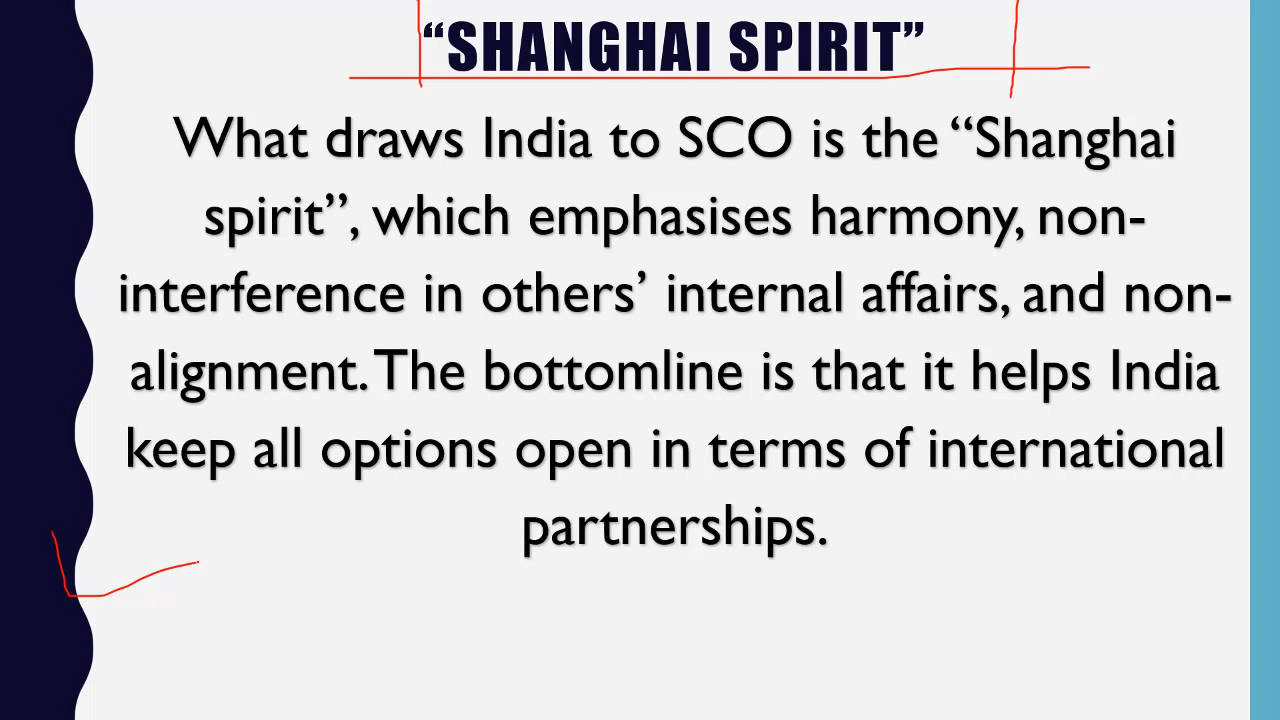 “SHANGHAI SPIRIT”
What draws India to SCO is the “Shanghai
spirit”, which emphasises harmony, non-
interference in others’ internal affairs, and non-
alignment. The bottomline is that it helps India
keep all options open in terms of international
partnerships.